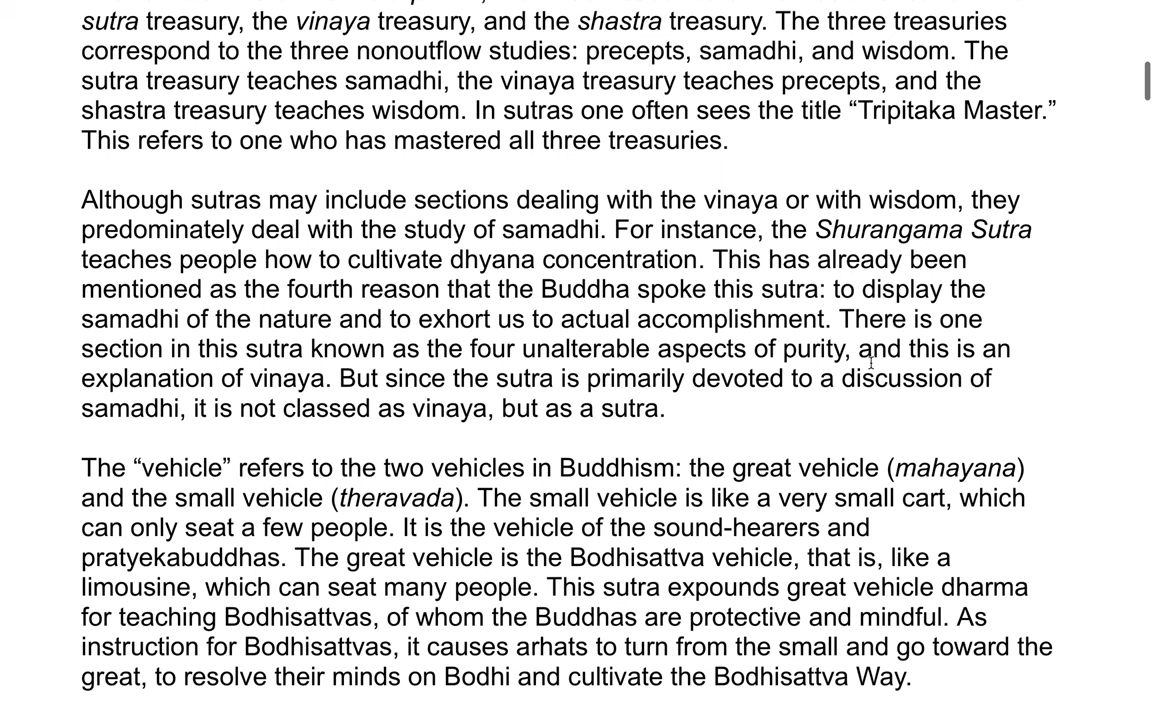 sutra treasury, the vinaya treasury, and the shastra treasury. The three treasuries
correspond to the three nonoutflow studies: precepts, samadhi, and wisdom. The
sutra treasury teaches samadhi, the vinaya treasury teaches precepts, and the
shastra treasury teaches wisdom. In sutras one often sees the title “Tripitaka Master.”
This refers to one who has mastered all three treasuries.
Although sutras may include sections dealing with the vinaya or with wisdom, they
predominately deal with the study of samadhi. For instance, the Shurangama Sutra
teaches people how to cultivate dhyana concentration. This has already been
mentioned as the fourth reason that the Buddha spoke this sutra: to display the
samadhi of the nature and to exhort us to actual accomplishment. There is one
section in this sutra known as the four unalterable aspects of purity, and this is an
explanation of vinaya. But since the sutra is primarily devoted to a discussion of
samadhi, it is not classed as vinaya, but as a sutra.
The “vehicle” refers to the two vehicles in Buddhism: the great vehicle (mahayana)
and the small vehicle (theravada). The small vehicle is like a very small cart, which
can only seat a few people. It is the vehicle of the sound-hearers and
pratyekabuddhas. The great vehicle is the Bodhisattva vehicle, that is, like a
limousine, which can seat many people. This sutra expounds great vehicle dharma
for teaching Bodhisattvas, of whom the Buddhas are protective and mindful. As
instruction for Bodhisattvas, it causes arhats to turn from the small and go toward the
great, to resolve their minds on Bodhi and cultivate the Bodhisattva Way.